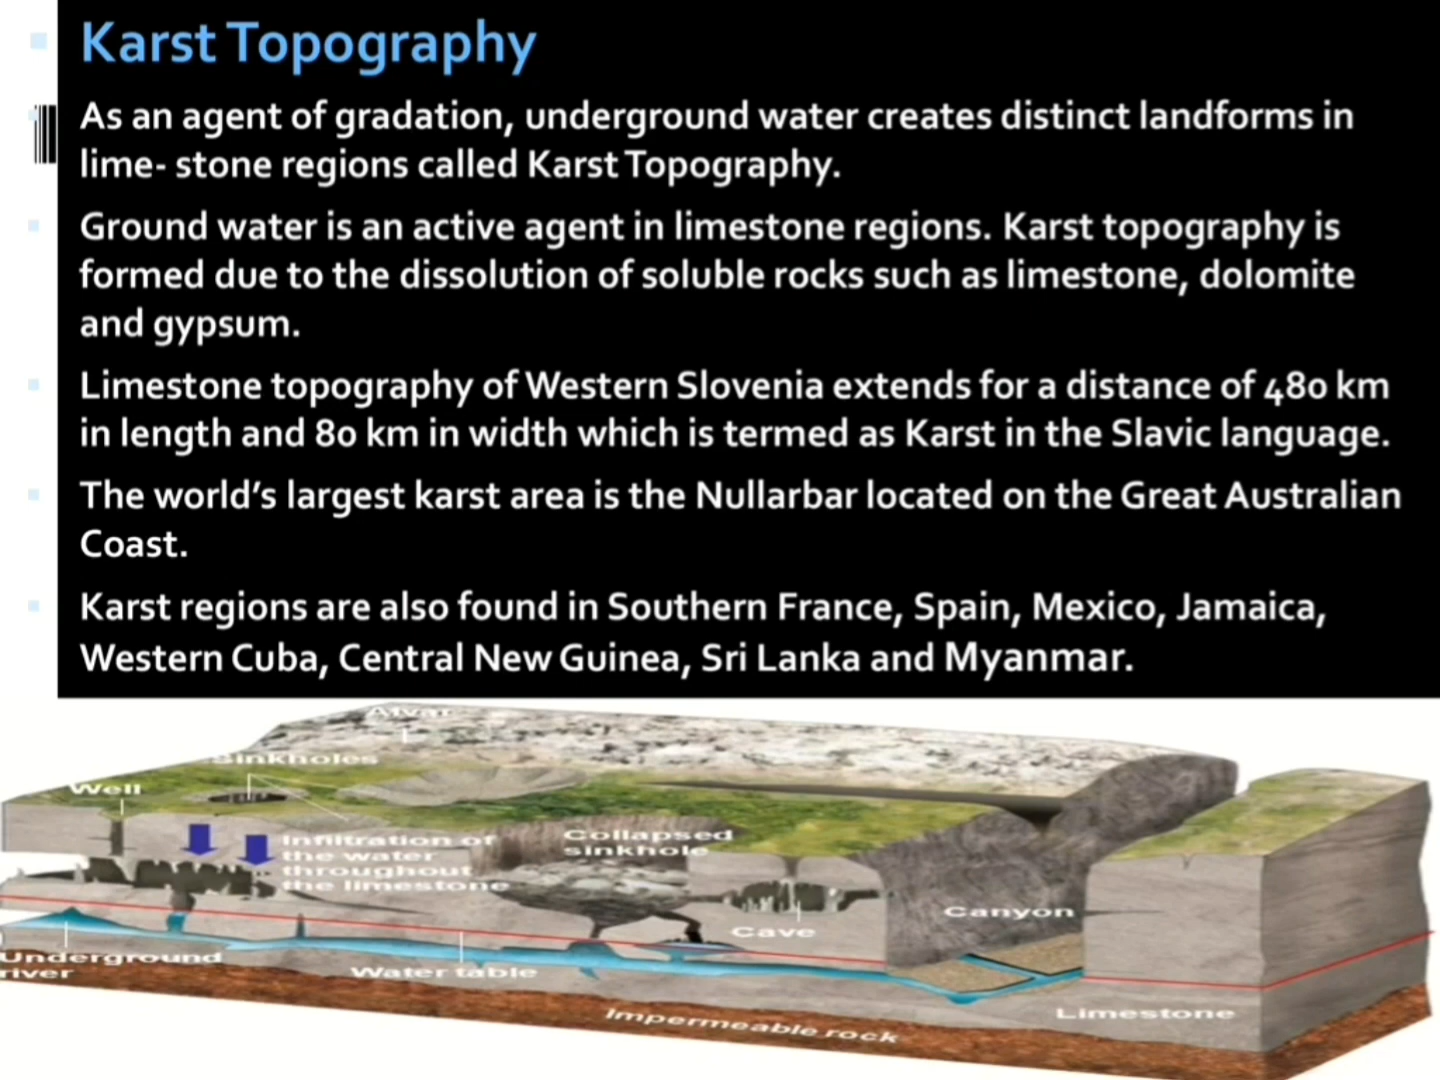 Karst Topography
As an agent of gradation, underground water creates distinct landforms in
lime- stone regions called Karst Topography.
Ground water is an active agent in limestone regions. Karst topography is
formed due to the dissolution of soluble rocks such as limestone, dolomite
and gypsum.
Limestone topography of Western Slovenia extends for a distance of 480 km
in length and 80 km in width which is termed as Karst in the Slavic language.
The world's largest karst area is the Nullarbar located on the Great Australian
Coast.
Karst regions are also found in Southern France, Spain, Mexico, Jamaica,
Western Cuba, Central New Guinea, Sri Lanka and Myanmar.
Alvar
Sinkholes
Well
Infiltration of
the water
throughout
the limestone
Collapsed
sinkhole
Canyon
Cave
Underground
river
Water table
Limestone
Impermeable rock